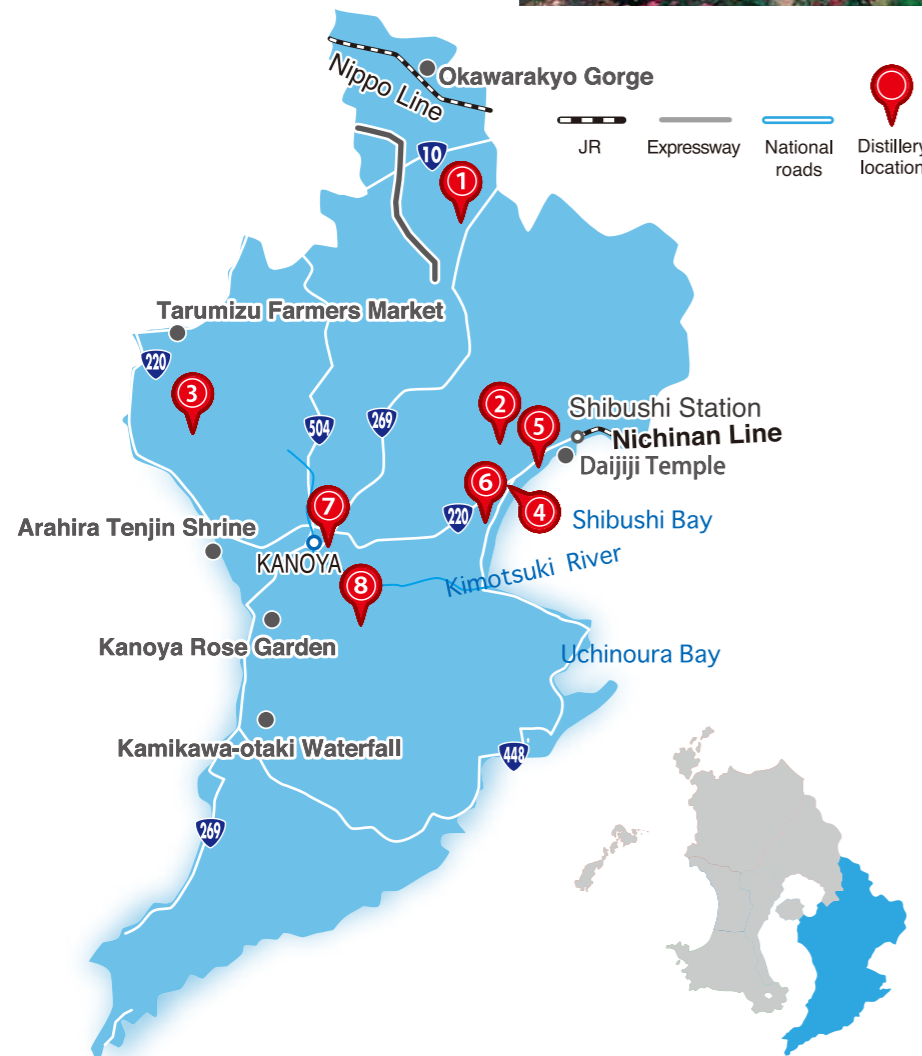 Nippo Line
Okawarakyo Gorge
JR
Expressway
National
roads
Distillery
location
10
1
Tarumizu Farmers Market
220
3
504
269
2
5
Shibushi Station
Nichinan Line
Daijiji Temple
6
4
220
Shibushi Bay
7
Arahira Tenjin Shrine
KANOYA
8
Kimotsuki River
Kanoya Rose Garden
Uchinoura Bay
Kamikawa-otaki Waterfall
448
269